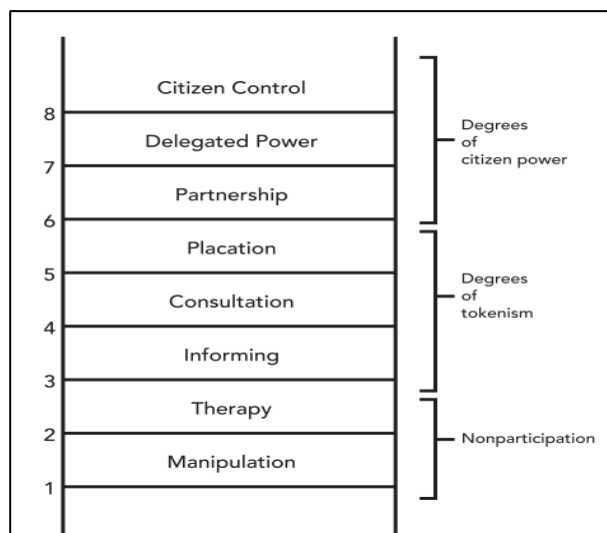 Citizen Control
8
Delegated Power
7
Partnership
6
Placation
5
Consultation
4
Informing
3
Therapy
2
Manipulation
1
Degrees
of
citizen power
Degrees
of
tokenism
Nonparticipation